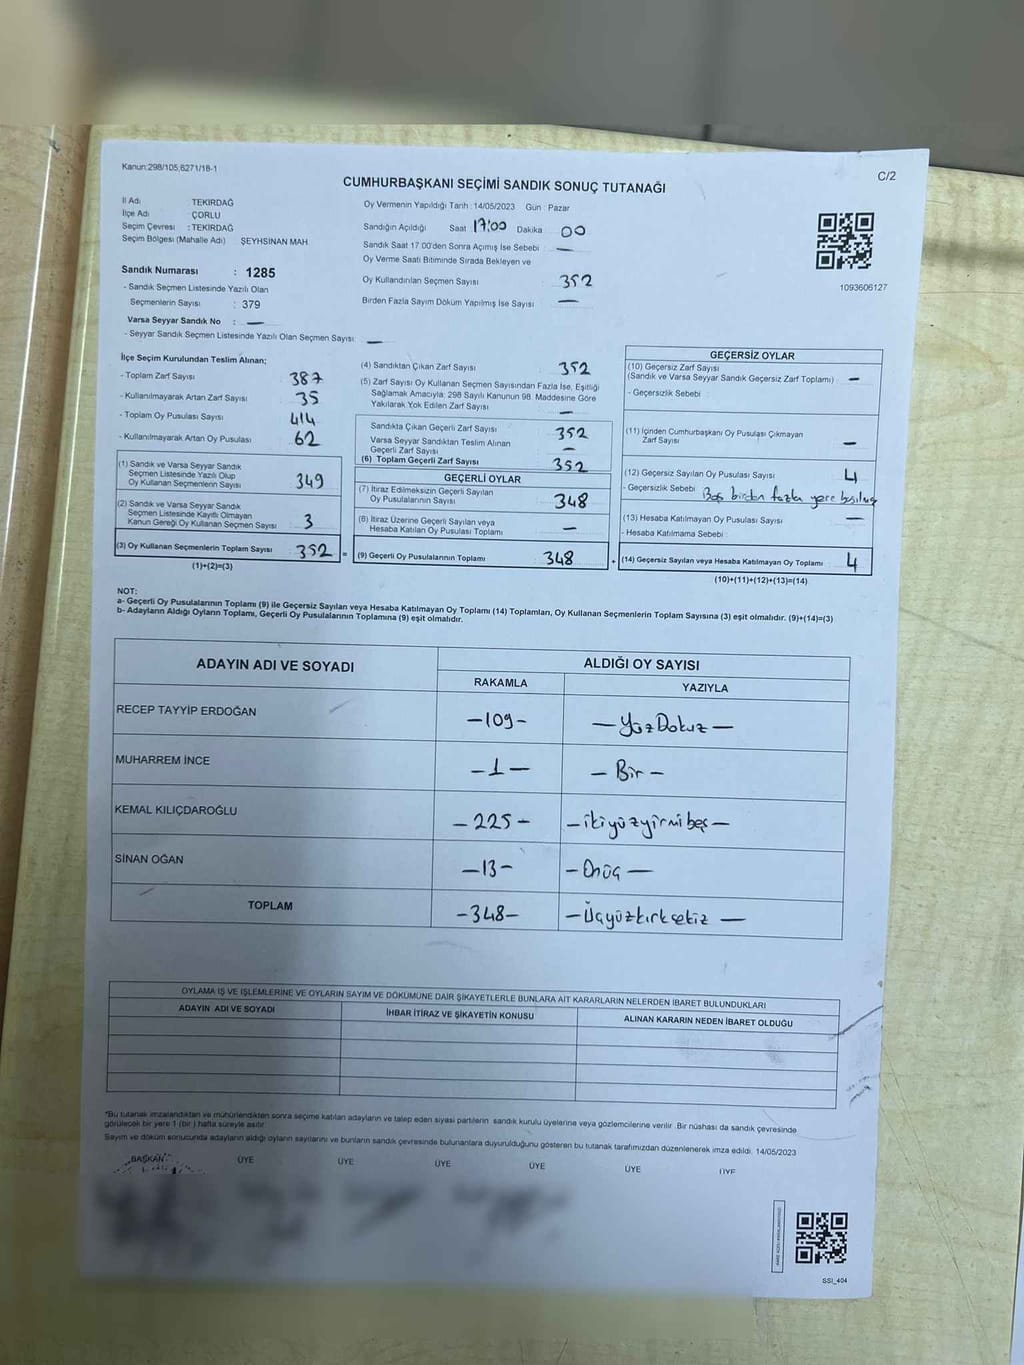 Kanun:298/105;6271/18-1
C/2
CUMHURBAŞKANI SEÇİMİ SANDIK SONUÇ TUTANAĞI
İl Adı TEKİRDAĞ
İlçe Adı : ÇORLU
Seçim Çevresi : TEKİRDAĞ
Seçim Bölgesi (Mahalle Adı) ŞEYHSİNAN MAH.
Sandık Numarası : 1285
- Sandık Seçmen Listesinde Yazılı Olan
Seçmenlerin Sayısı : 379
Varsa Seyyar Sandık No : —
- Seyyar Sandık Seçmen Listesinde Yazılı Olan Seçmen Sayısı: —
Oy Vermenin Yapıldığı Tarih : 14/05/2023 Gün : Pazar
Sandığın Açıldığı Saat 17:00 Dakika 00
Sandık Saat 17.00'den Sonra Açımış İse Sebebi —
Oy Verme Saati Bitiminde Sırada Bekleyen ve
Oy Kullandırılan Seçmen Sayısı 352
Birden Fazla Sayım Döküm Yapılmış İse Sayısı —
1093606127
İlçe Seçim Kurulundan Teslim Alınan;
- Toplam Zarf Sayısı 387
- Kullanılmayarak Artan Zarf Sayısı 35
- Toplam Oy Pusulası Sayısı 414
- Kullanılmayarak Artan Oy Pusulası 62
(1) Sandık ve Varsa Seyyar Sandık
Seçmen Listesinde Yazılı Olup
Oy Kullanan Seçmenlerin Sayısı 349
(2) Sandık ve Varsa Seyyar Sandık
Seçmen Listesinde Kayıtlı Olmayan
Kanun Gereği Oy Kullanan Seçmen Sayısı 3
(3) Oy Kullanan Seçmenlerin Toplam Sayısı 352 =
(1)+(2)=(3)
(4) Sandıktan Çıkan Zarf Sayısı 352
(5) Zarf Sayısı Oy Kullanan Seçmen Sayısından Fazla İse, Eşitliği
Sağlamak Amacıyla; 298 Sayılı Kanunun 98. Maddesine Göre
Yakılarak Yok Edilen Zarf Sayısı —
Sandıkta Çıkan Geçerli Zarf Sayısı 352
Varsa Seyyar Sandıktan Teslim Alınan
Geçerli Zarf Sayısı —
(6) Toplam Geçerli Zarf Sayısı 352
GEÇERLİ OYLAR
(7) İtiraz Edilmeksizin Geçerli Sayılan
Oy Pusulalarının Sayısı 348
(8) İtiraz Üzerine Geçerli Sayılan veya
Hesaba Katılan Oy Pusulası Toplamı —
(9) Geçerli Oy Pusulalarının Toplamı 348 +
GEÇERSİZ OYLAR
(10) Geçersiz Zarf Sayısı
(Sandık ve Varsa Seyyar Sandık Geçersiz Zarf Toplamı) —
- Geçersizlik Sebebi :
(11) İçinden Cumhurbaşkanı Oy Pusulası Çıkmayan
Zarf Sayısı —
(12) Geçersiz Sayılan Oy Pusulası Sayısı 4
- Geçersizlik Sebebi : Boş birden fazla yere basılış
(13) Hesaba Katılmayan Oy Pusulası Sayısı —
- Hesaba Katılmama Sebebi :
(14) Geçersiz Sayılan veya Hesaba Katılmayan Oy Toplamı 4
(10)+(11)+(12)+(13)=(14)
NOT:
a- Geçerli Oy Pusulalarının Toplamı (9) ile Geçersiz Sayılan veya Hesaba Katılmayan Oy Toplamı (14) Toplamları, Oy Kullanan Seçmenlerin Toplam Sayısına (3) eşit olmalıdır. (9)+(14)=(3)
b- Adayların Aldığı Oyların Toplamı, Geçerli Oy Pusulalarının Toplamına (9) eşit olmalıdır.
ADAYIN ADI VE SOYADI ALDIĞI OY SAYISI
RAKAMLA YAZIYLA
RECEP TAYYİP ERDOĞAN —109— —YüzDokuz—
MUHARREM İNCE —1— —Bir—
KEMAL KILIÇDAROĞLU —225— —ikiyüzyirmibeş—
SİNAN OĞAN —13— —Onüç—
TOPLAM —348— —Üçyüzkırksekiz—
OYLAMA İŞ VE İŞLEMLERİNE VE OYLARIN SAYIM VE DÖKÜMÜNE DAİR ŞİKAYETLERLE BUNLARA AİT KARARLARIN NELERDEN İBARET BULUNDUKLARI
ADAYIN ADI VE SOYADI İHBAR İTİRAZ VE ŞİKAYETİN KONUSU ALINAN KARARIN NEDEN İBARET OLDUĞU
*Bu tutanak imzalandıktan ve mühürlendikten sonra seçime katılan adayların ve talep eden siyasi partilerin sandık kurulu üyelerine veya gözlemcilerine verilir. Bir nüshası da sandık çevresinde
görülecek bir yere 1 (bir) hafta süreyle asılır.
Sayım ve döküm sonucunda adayların aldığı oyların sayılarını ve bunların sandık çevresinde bulunanlara duyurulduğunu gösteren bu tutanak tarafımızdan düzenlenerek imza edildi. 14/05/2023
BAŞKAN ÜYE ÜYE ÜYE ÜYE ÜYE ÜYE
SSI_404